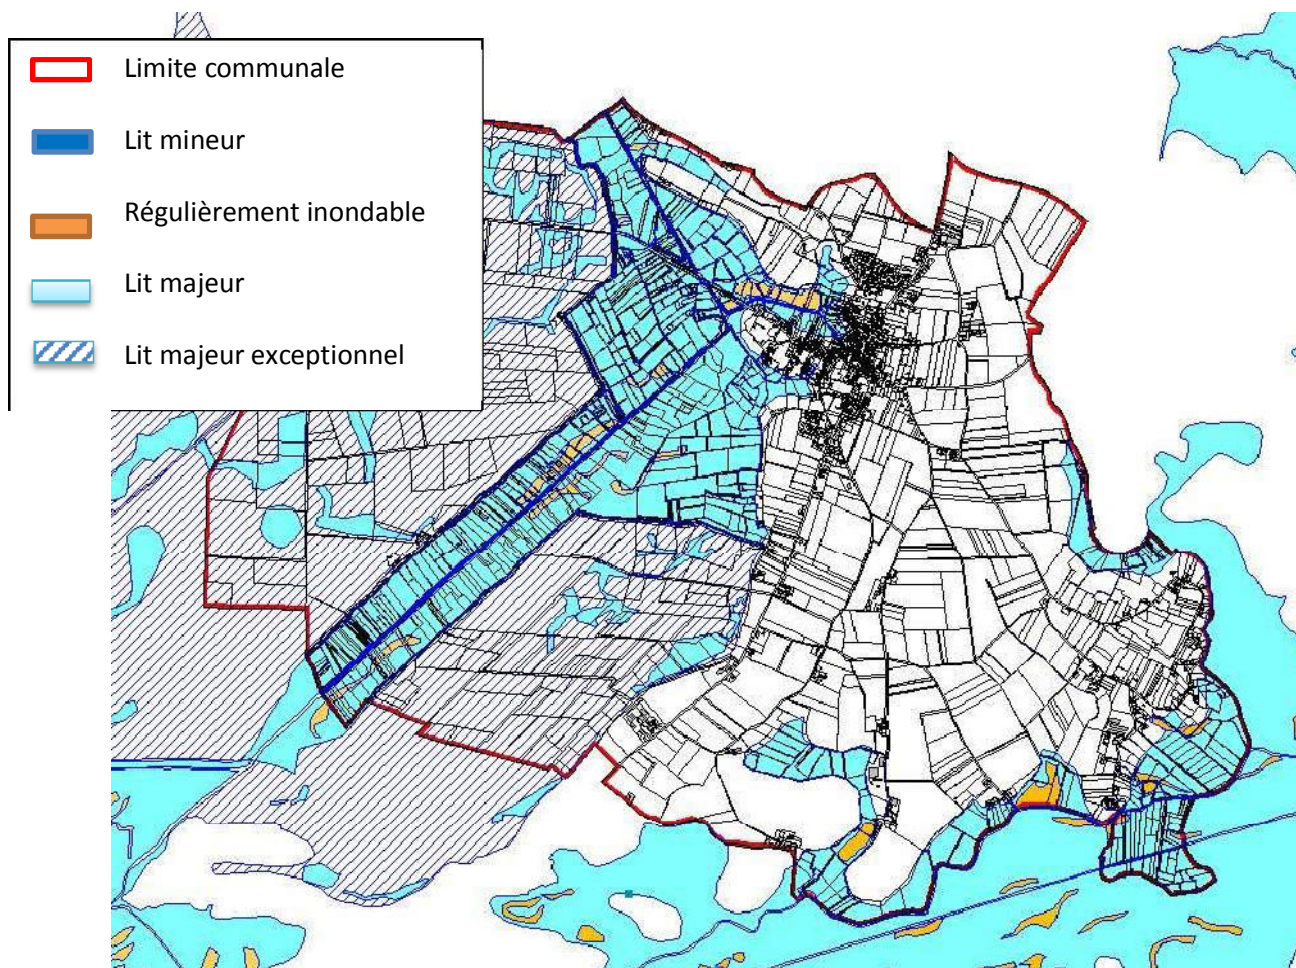 Limite communale
Lit mineur
Régulièrement inondable
Lit majeur
Lit majeur exceptionnel